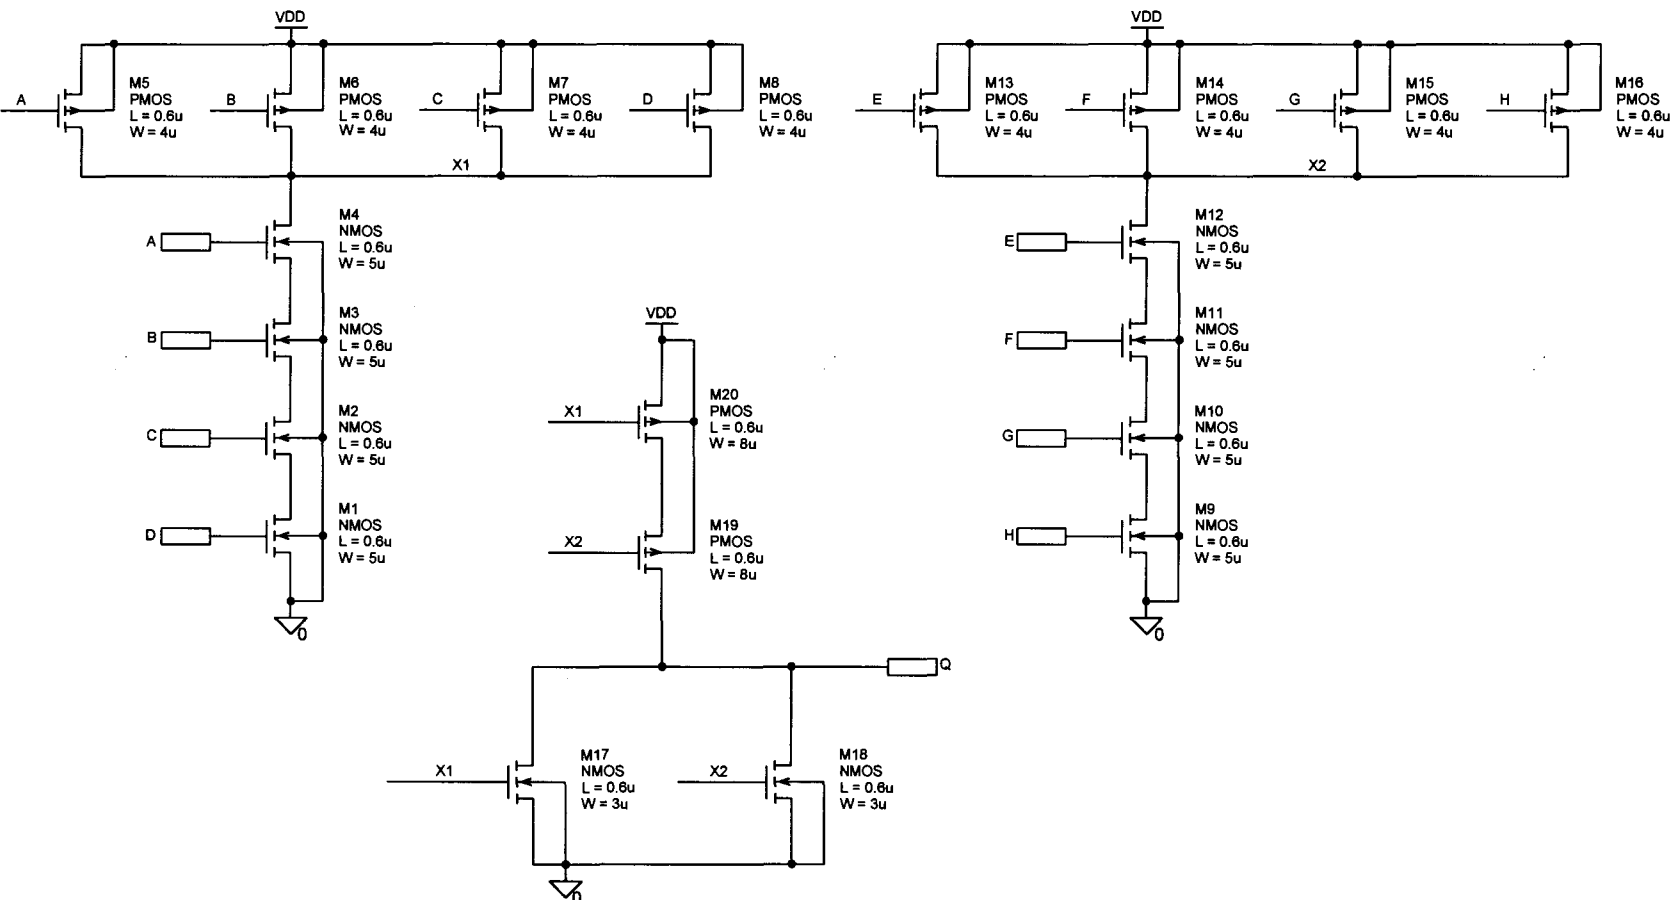 VDD
A
M5
PMOS
L = 0.6u
W = 4u
B
M6
PMOS
L = 0.6u
W = 4u
C
M7
PMOS
L = 0.6u
W = 4u
D
M8
PMOS
L = 0.6u
W = 4u
X1
A
M4
NMOS
L = 0.6u
W = 5u
B
M3
NMOS
L = 0.6u
W = 5u
C
M2
NMOS
L = 0.6u
W = 5u
D
M1
NMOS
L = 0.6u
W = 5u
0
VDD
E
M13
PMOS
L = 0.6u
W = 4u
F
M14
PMOS
L = 0.6u
W = 4u
G
M15
PMOS
L = 0.6u
W = 4u
H
M16
PMOS
L = 0.6u
W = 4u
X2
E
M12
NMOS
L = 0.6u
W = 5u
F
M11
NMOS
L = 0.6u
W = 5u
G
M10
NMOS
L = 0.6u
W = 5u
H
M9
NMOS
L = 0.6u
W = 5u
0
VDD
X1
M20
PMOS
L = 0.6u
W = 8u
X2
M19
PMOS
L = 0.6u
W = 8u
Q
X1
M17
NMOS
L = 0.6u
W = 3u
X2
M18
NMOS
L = 0.6u
W = 3u
0